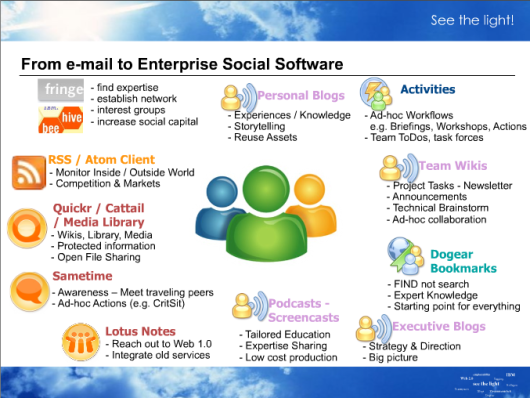 See the light!
From e-mail to Enterprise Social Software
fringe
bee
hive
- find expertise
- establish network
- interest groups
- increase social capital
Personal Blogs
- Experiences / Knowledge
- Storytelling
- Reuse Assets
Activities
- Ad-hoc Workflows
e.g. Briefings, Workshops, Actions
- Team ToDos, task forces
RSS / Atom Client
- Monitor Inside / Outside World
- Competition & Markets
Team Wikis
- Project Tasks - Newsletter
- Announcements
- Technical Brainstorm
- Ad-hoc collaboration
Quickr / Cattail
/ Media Library
- Wikis, Library, Media
- Protected information
- Open File Sharing
Dogear
Bookmarks
- FIND not search
- Expert Knowledge
- Starting point for everything
Sametime
- Awareness – Meet traveling peers
- Ad-hoc Actions (e.g. CritSit)
Podcasts -
Screencasts
- Tailored Education
- Expertise Sharing
- Low cost production
Lotus Notes
- Reach out to Web 1.0
- Integrate old services
Executive Blogs
- Strategy & Direction
- Big picture
see the light